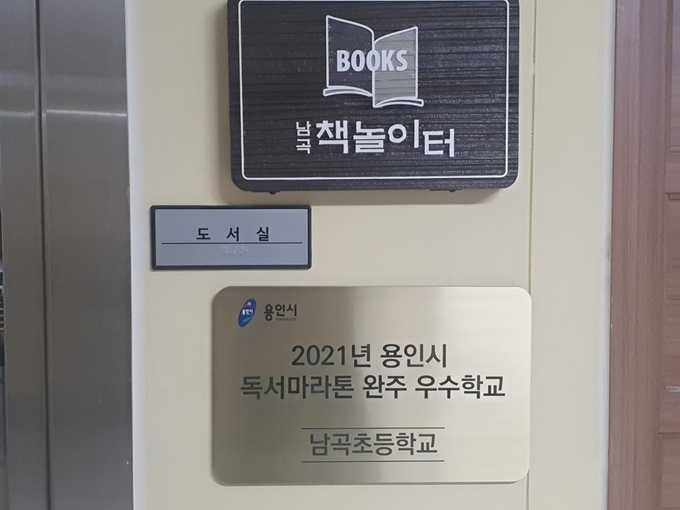 BOOKS
남곡 책놀이터
도서실
용인시
2021년 용인시
독서마라톤 완주 우수학교
남곡초등학교